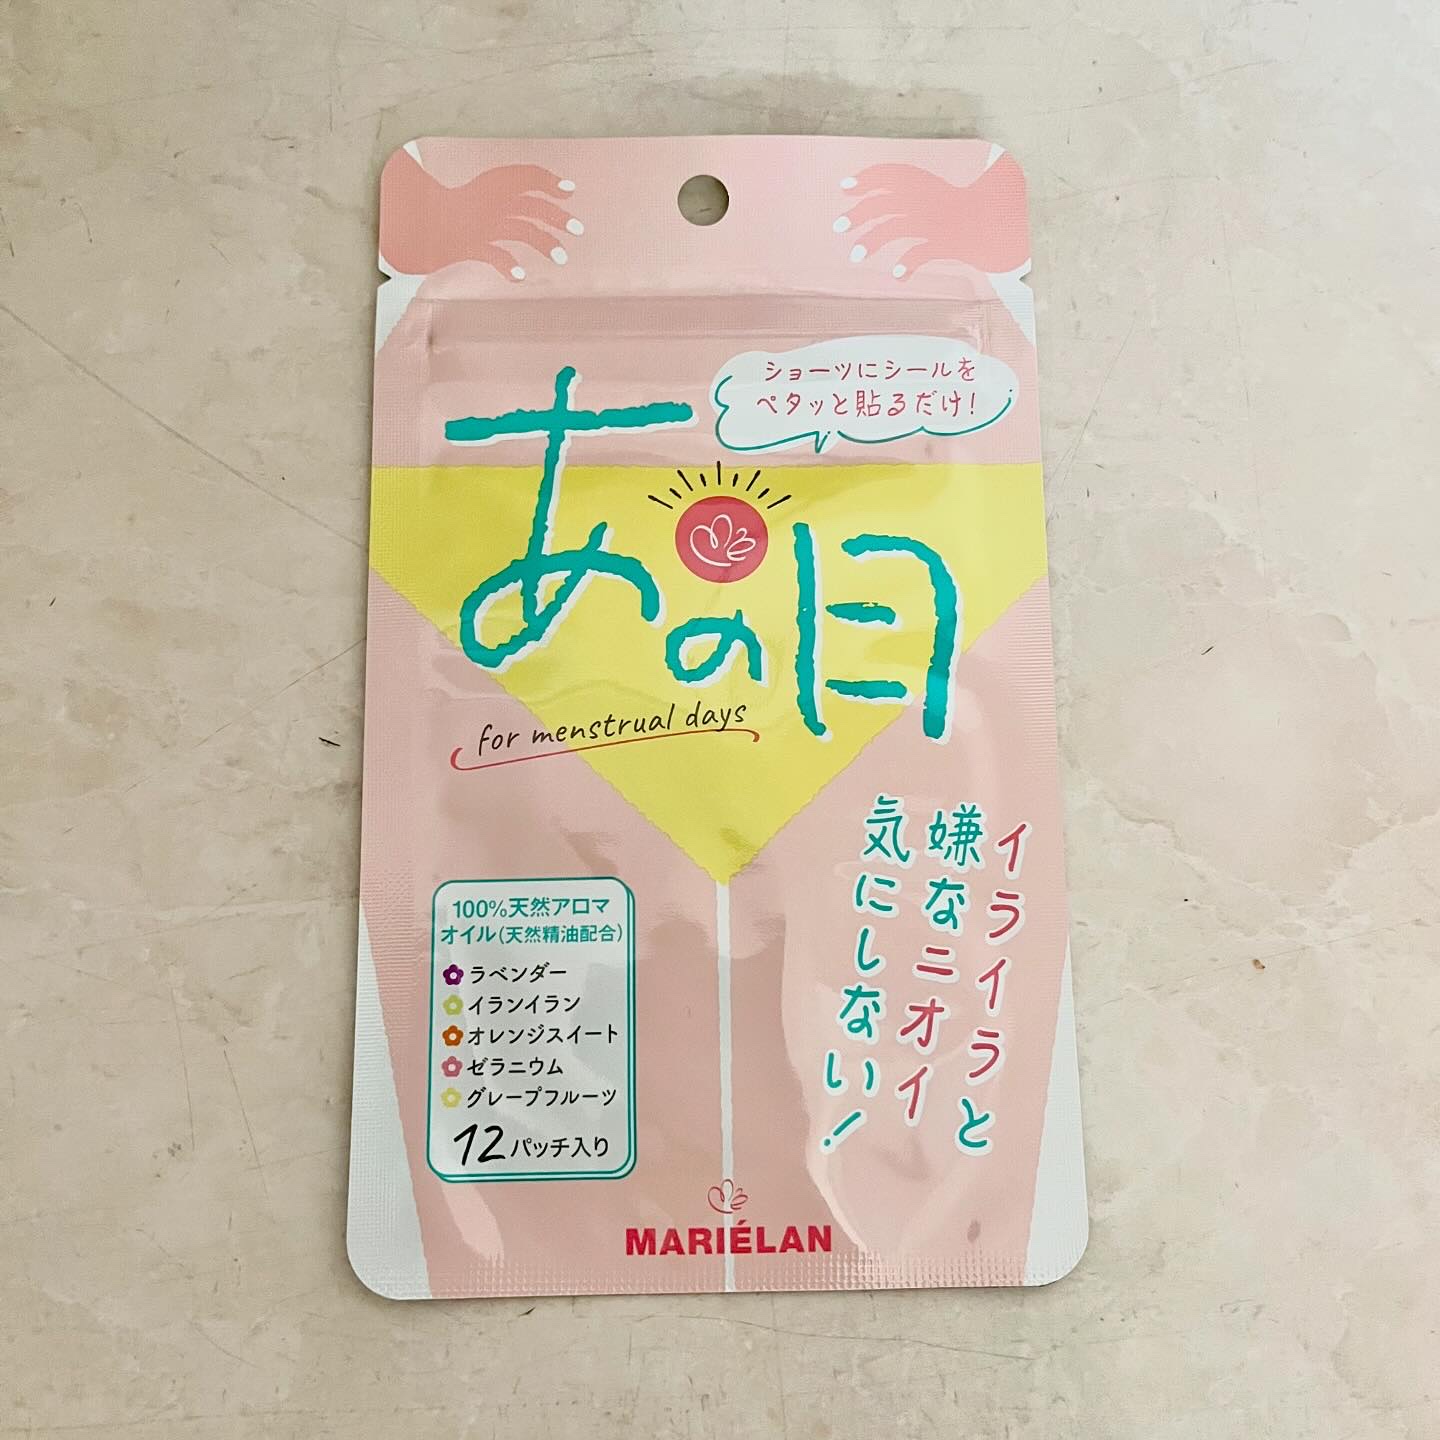 ショーツにシールを
ペタッと貼るだけ!
あの日
for menstrual days
イライラと
嫌なニオイ
気にしない!
100%天然アロマ
オイル(天然精油配合)
ラベンダー
イランイラン
オレンジスイート
ゼラニウム
グレープフルーツ
12パッチ入り
MARIÉLAN